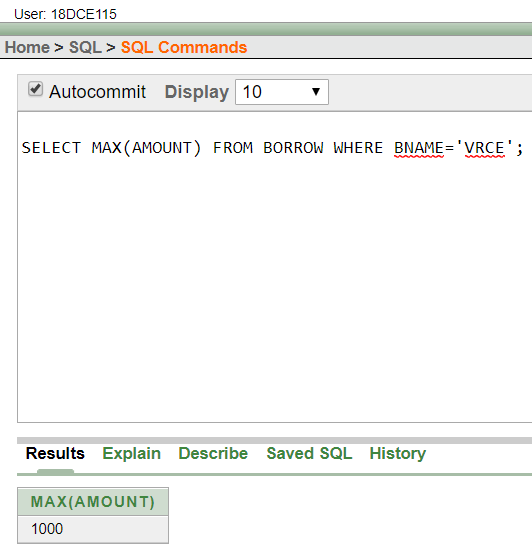 User: 18DCE115
Home > SQL > SQL Commands
Autocommit Display 10
SELECT MAX(AMOUNT) FROM BORROW WHERE BNAME='VRCE';
Results Explain Describe Saved SQL History
MAX(AMOUNT)
1000